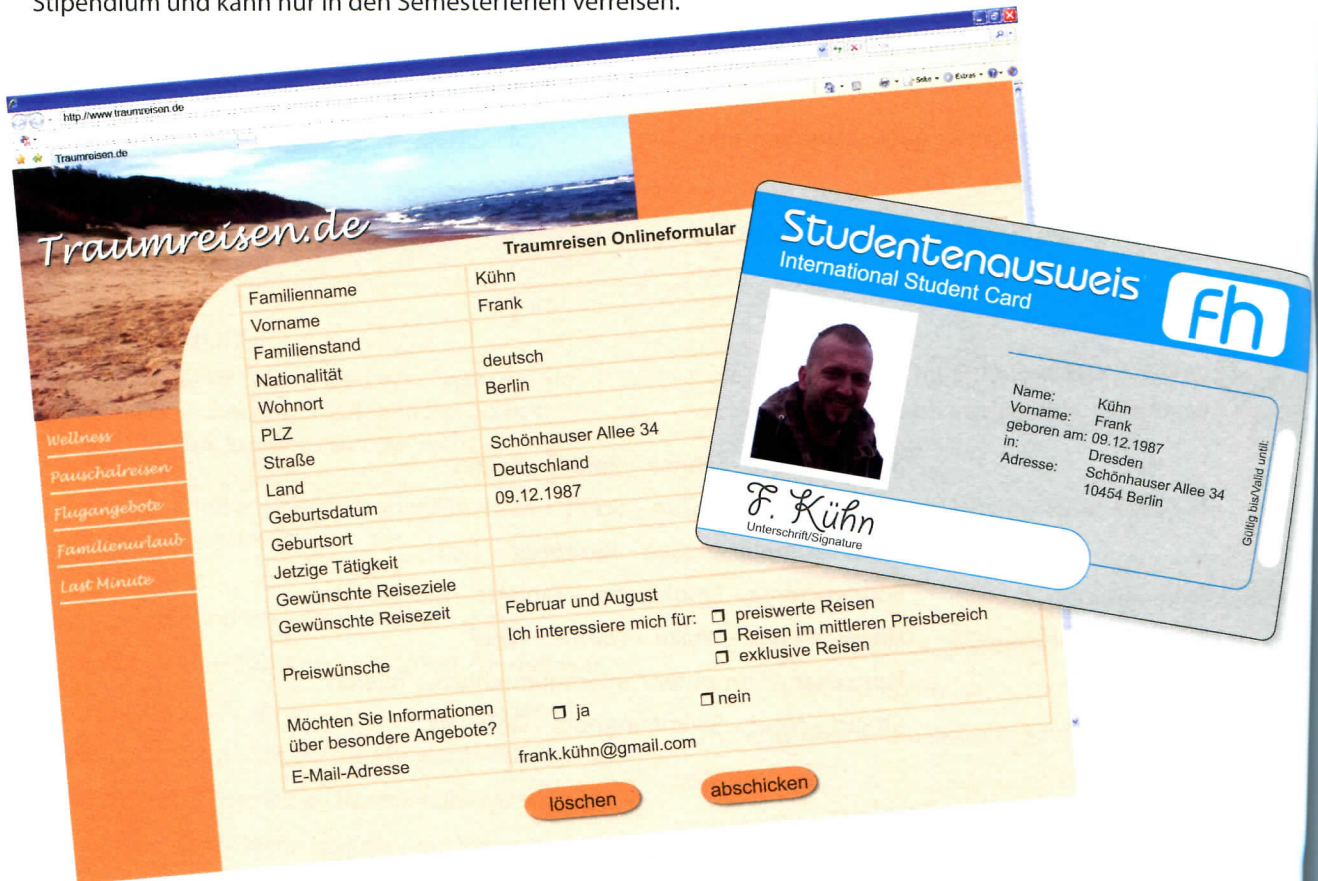 Stipendium und kann nur in den Semesterferien verreisen.
http://www.traumreisen.de
Traumreisen.de
Seite
Extras
Traumreisen.de
Wellness
Pauschalreisen
Flugangebote
Familienurlaub
Last Minute
Traumreisen Onlineformular
Familienname Kühn
Vorname Frank
Familienstand
Nationalität deutsch
Wohnort Berlin
PLZ
Straße Schönhauser Allee 34
Land Deutschland
Geburtsdatum 09.12.1987
Geburtsort
Jetzige Tätigkeit
Gewünschte Reiseziele
Gewünschte Reisezeit Februar und August
Preiswünsche Ich interessiere mich für: preiswerte Reisen
Reisen im mittleren Preisbereich
exklusive Reisen
Möchten Sie Informationen
über besondere Angebote? ja nein
E-Mail-Adresse frank.kühn@gmail.com
löschen abschicken
Studentenausweis
International Student Card
fh
Name: Kühn
Vorname: Frank
geboren am: 09.12.1987
in: Dresden
Adresse: Schönhauser Allee 34
10454 Berlin
Gültig bis/Valid until:
F. Kühn
Unterschrift/Signature